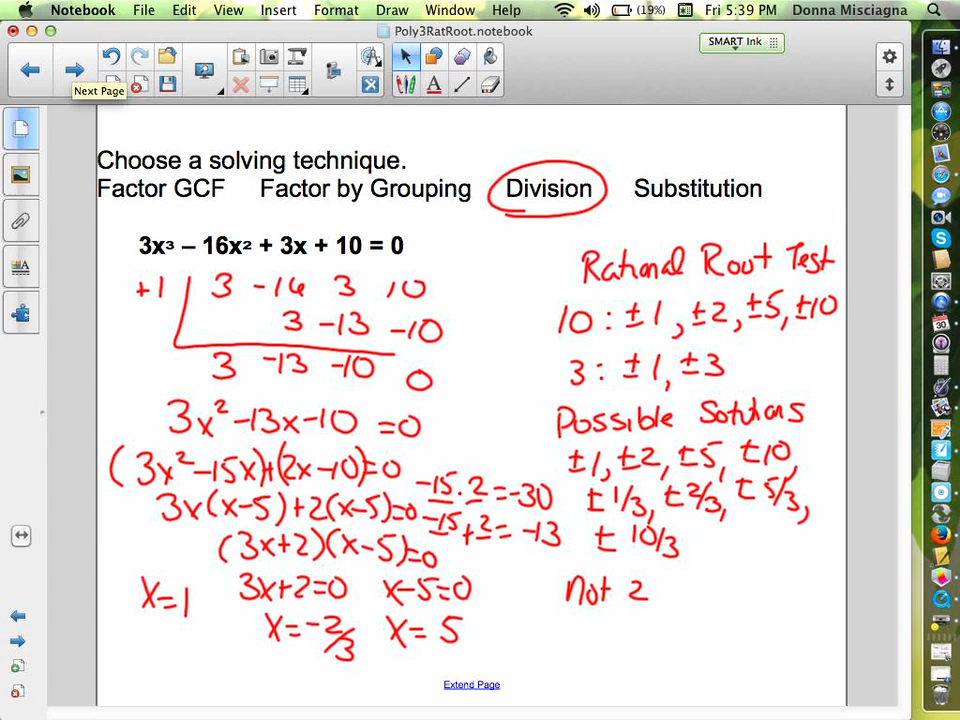 Notebook File Edit View Insert Format Draw Window Help (19%) Fri 5:39 PM Donna Misciagna
Poly3RatRoot.notebook
SMART Ink
Next Page
Choose a solving technique.
Factor GCF Factor by Grouping Division Substitution
3x³ – 16x² + 3x + 10 = 0
+1 3 -16 3 10
3 -13 -10
3 -13 -10 0
3x² -13x -10 = 0
(3x² -15x)+(2x -10)=0
3x(x-5)+2(x-5)=0
(3x+2)(x-5)=0
-15·2 = -30
-15+2 = -13
x=1 3x+2=0 x-5=0
x=-2/3 x=5
Rational Root Test
10: ±1, ±2, ±5, ±10
3: ±1, ±3
Possible Solutions
±1, ±2, ±5, ±10,
±1/3, ±2/3, ±5/3,
±10/3
Not 2
Extend Page
30